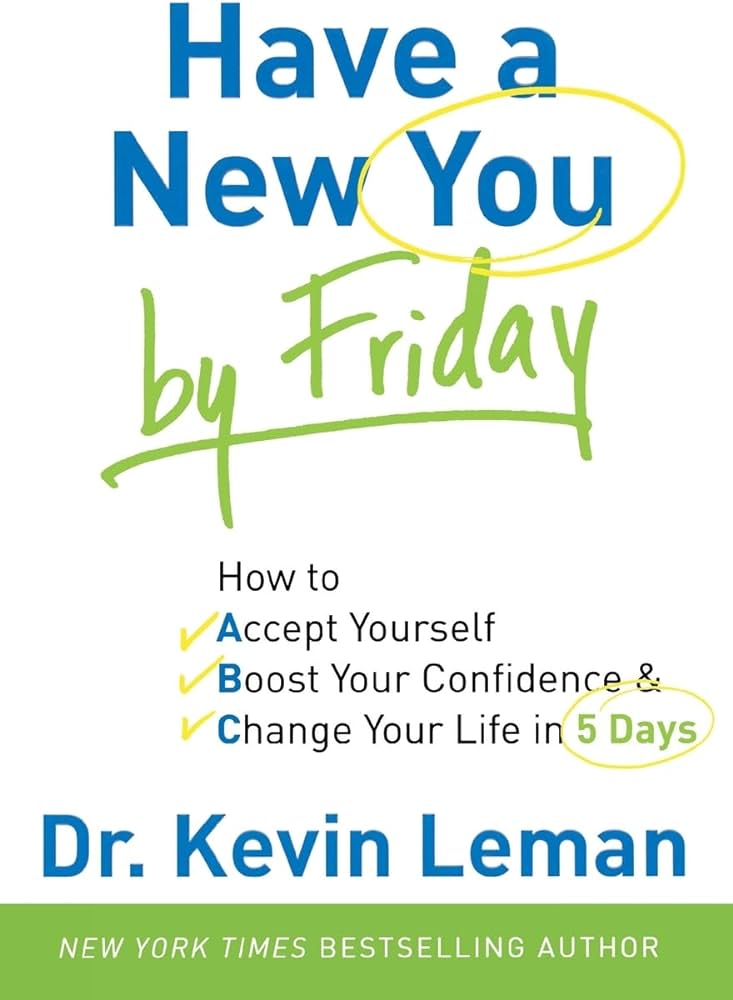 Have a
New You
by Friday
How to
Accept Yourself
Boost Your Confidence &
Change Your Life in 5 Days
Dr. Kevin Leman
NEW YORK TIMES BESTSELLING AUTHOR